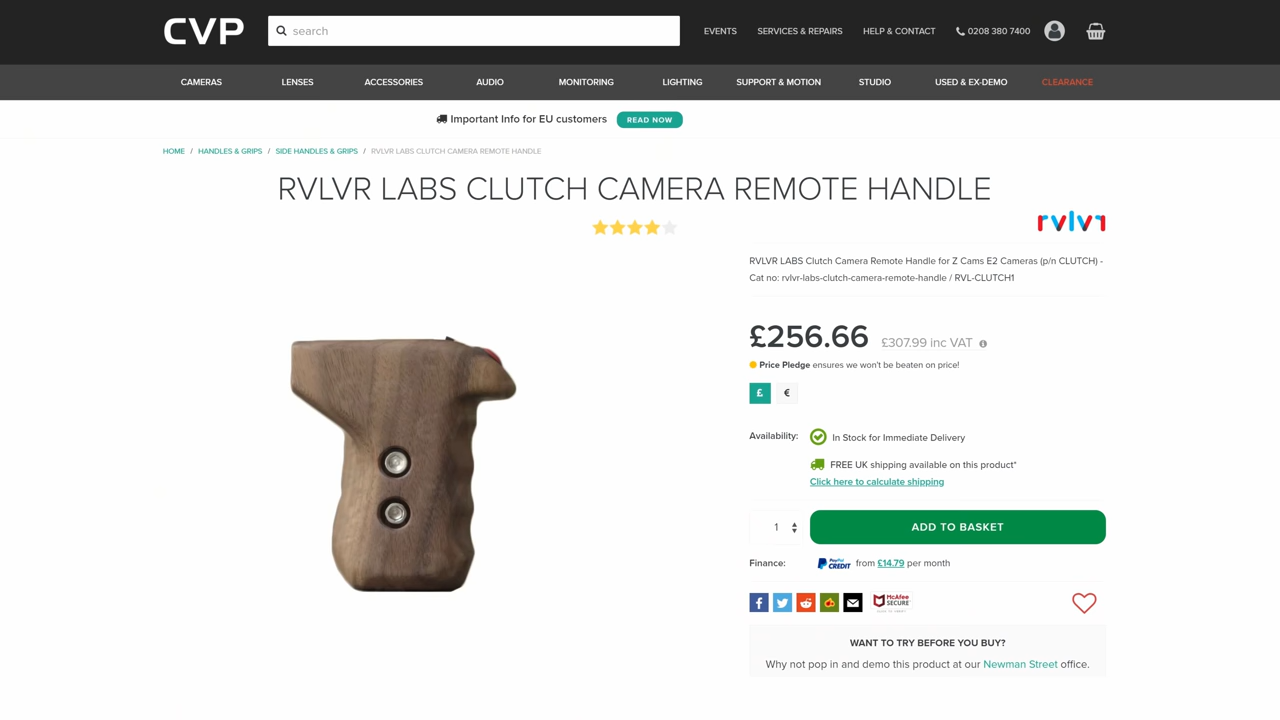 CVP
search
EVENTS
SERVICES & REPAIRS
HELP & CONTACT
0208 380 7400
CAMERAS
LENSES
ACCESSORIES
AUDIO
MONITORING
LIGHTING
SUPPORT & MOTION
STUDIO
USED & EX-DEMO
CLEARANCE
Important Info for EU customers READ NOW
HOME / HANDLES & GRIPS / SIDE HANDLES & GRIPS / RVLVR LABS CLUTCH CAMERA REMOTE HANDLE
RVLVR LABS CLUTCH CAMERA REMOTE HANDLE
rvlvr
RVLVR LABS Clutch Camera Remote Handle for Z Cams E2 Cameras (p/n CLUTCH) -
Cat no: rvlvr-labs-clutch-camera-remote-handle / RVL-CLUTCH1
£256.66 £307.99 inc VAT
Price Pledge ensures we won't be beaten on price!
£ €
Availability: In Stock for Immediate Delivery
FREE UK shipping available on this product*
Click here to calculate shipping
1 ADD TO BASKET
Finance: PayPal CREDIT from £14.79 per month
McAfee
SECURE
WANT TO TRY BEFORE YOU BUY?
Why not pop in and demo this product at our Newman Street office.